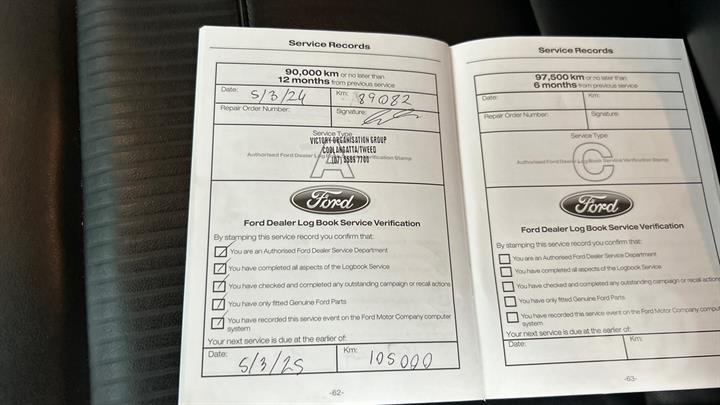 Service Records
90,000 km or no later than
12 months from previous service
Date: 5/3/24
Km: 89082
Repair Order Number:
Signature:
Service Type
VICTORY ORGANISATION GROUP
COOLANGATTA/TWEED
(07) 5586 7700
Authorised Ford Dealer Log Book Service Verification Stamp
A
Ford
Ford Dealer Log Book Service Verification
By stamping this service record you confirm that:
You are an Authorised Ford Dealer Service Department
You have completed all aspects of the Logbook Service
You have checked and completed any outstanding campaign or recall actions
You have only fitted Genuine Ford Parts
You have recorded this service event on the Ford Motor Company computer
system
Your next service is due at the earlier of:
Date: 5/3/25
Km: 105000
-62-
Service Records
97,500 km or no later than
6 months from previous service
Date:
Km:
Repair Order Number:
Signature:
Service Type
Authorised Ford Dealer Log Book Service Verification Stamp
C
Ford
Ford Dealer Log Book Service Verification
By stamping this service record you confirm that:
You are an Authorised Ford Dealer Service Department
You have completed all aspects of the Logbook Service
You have checked and completed any outstanding campaign or recall
You have only fitted Genuine Ford Parts
You have recorded this service event on the Ford Motor Company
system
Your next service is due at the earlier of:
Date:
Km:
-63-